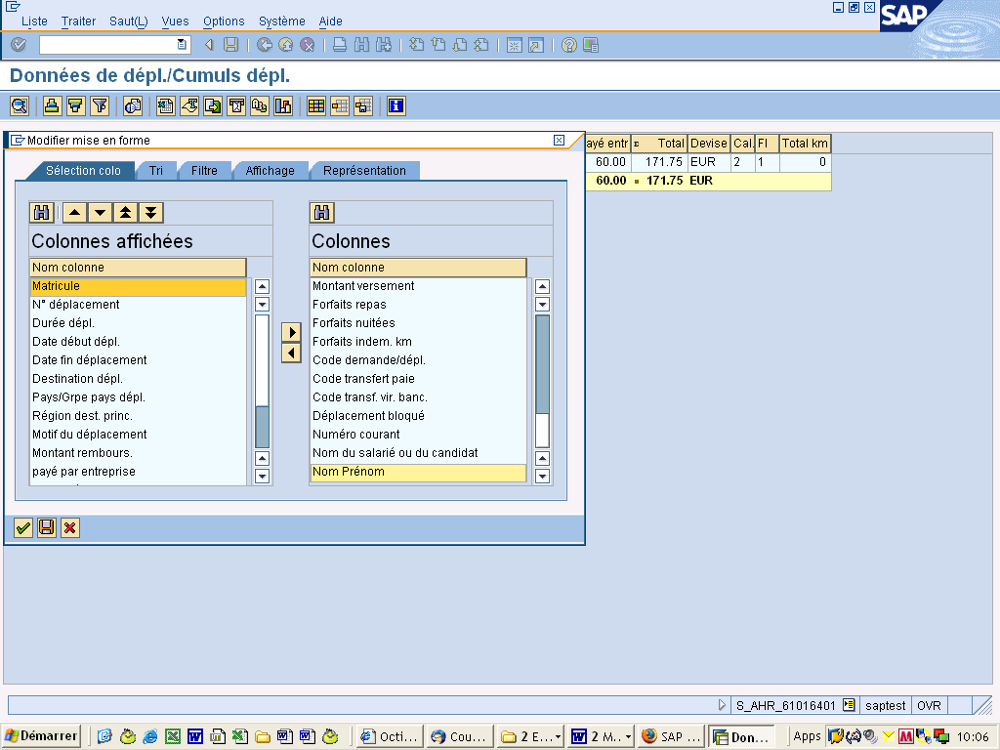 Liste Traiter Saut(L) Vues Options Système Aide
SAP
Données de dépl./Cumuls dépl.
Modifier mise en forme
ayé entr Σ Total Devise Cal. Fl Total km
60.00 171.75 EUR 2 1 0
60.00 171.75 EUR
Sélection colo Tri Filtre Affichage Représentation
Colonnes affichées
Nom colonne
Matricule
N° déplacement
Durée dépl.
Date début dépl.
Date fin déplacement
Destination dépl.
Pays/Grpe pays dépl.
Région dest. princ.
Motif du déplacement
Montant rembours.
payé par entreprise
Colonnes
Nom colonne
Montant versement
Forfaits repas
Forfaits nuitées
Forfaits indem. km
Code demande/dépl.
Code transfert paie
Code transf. vir. banc.
Déplacement bloqué
Numéro courant
Nom du salarié ou du candidat
Nom Prénom
S_AHR_61016401 saptest OVR
Démarrer Octi... Cou... 2 E... 2 M... SAP ... Don... Apps 10:06